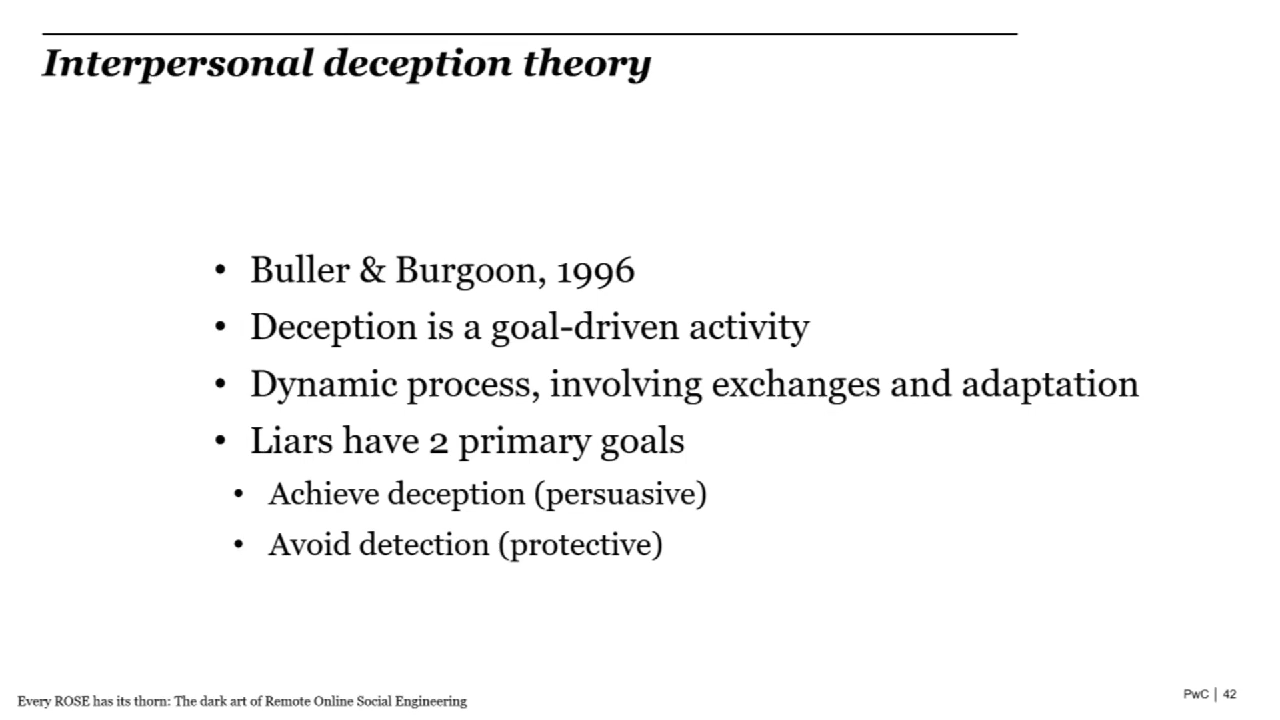 Interpersonal deception theory
• Buller & Burgoon, 1996
• Deception is a goal-driven activity
• Dynamic process, involving exchanges and adaptation
• Liars have 2 primary goals
• Achieve deception (persuasive)
• Avoid detection (protective)
Every ROSE has its thorn: The dark art of Remote Online Social Engineering
PwC | 42